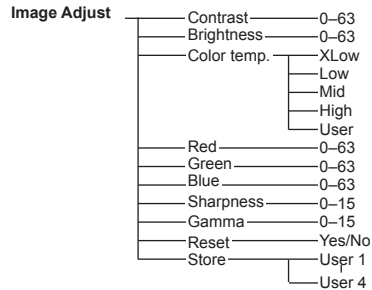 Image Adjust Contrast 0–63
Brightness 0–63
Color temp. XLow
Low
Mid
High
User
Red 0–63
Green 0–63
Blue 0–63
Sharpness 0–15
Gamma 0–15
Reset Yes/No
Store User 1
User 4